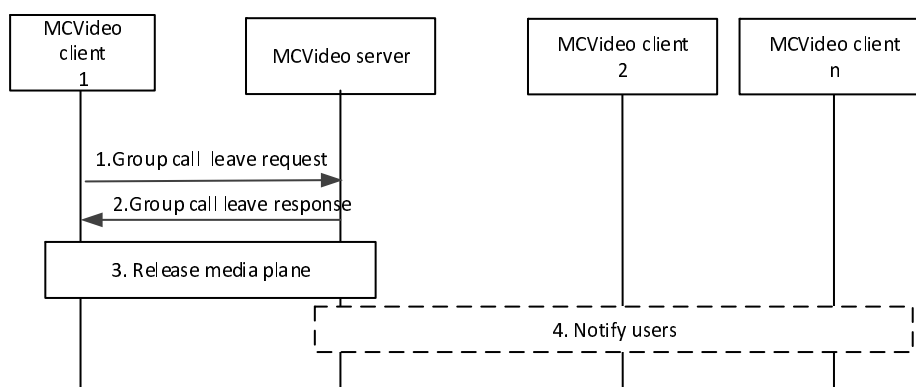 MCVideo
client
1
MCVideo server
MCVideo client
2
MCVideo client
n
1.Group call leave request
2.Group call leave response
3. Release media plane
4. Notify users